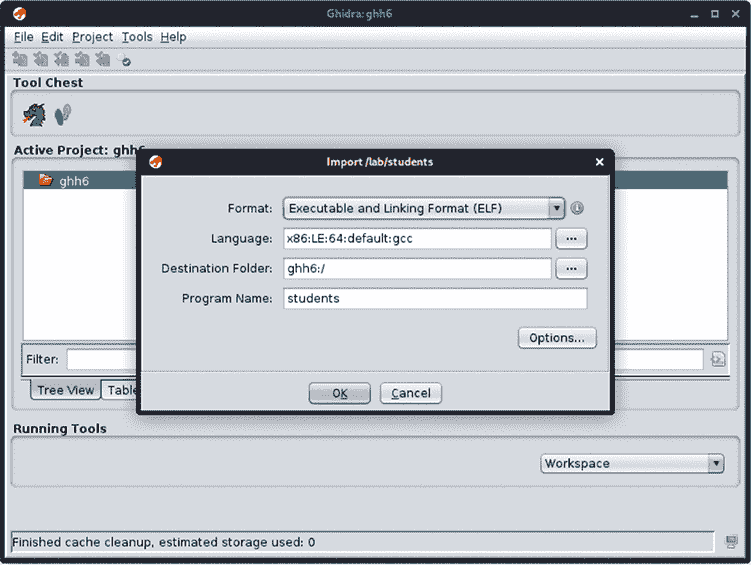 Ghidra: ghh6
File Edit Project Tools Help
Tool Chest
Active Project: ghh6
ghh6
Import /lab/students
Format: Executable and Linking Format (ELF)
Language: x86:LE:64:default:gcc ...
Destination Folder: ghh6:/ ...
Program Name: students
Options...
OK Cancel
Filter:
Tree View Table
Running Tools
Workspace
Finished cache cleanup, estimated storage used: 0